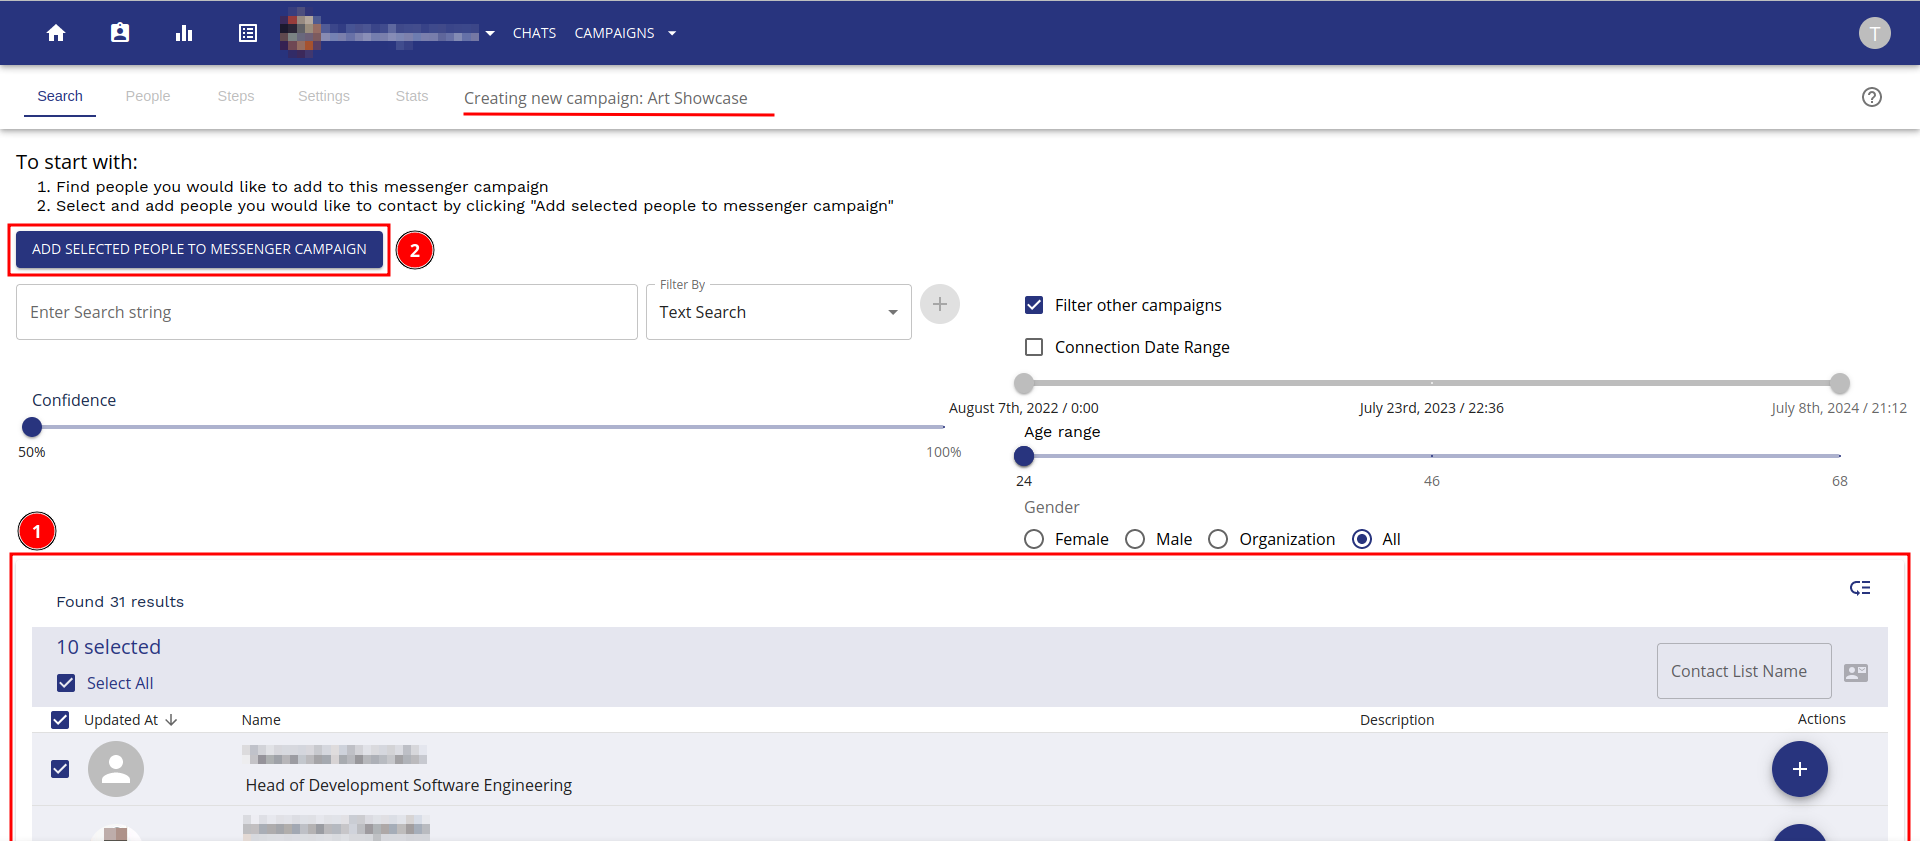 CHATS CAMPAIGNS T
Search People Steps Settings Stats Creating new campaign: Art Showcase
To start with:
1. Find people you would like to add to this messenger campaign
2. Select and add people you would like to contact by clicking "Add selected people to messenger campaign"
ADD SELECTED PEOPLE TO MESSENGER CAMPAIGN 2
Enter Search string
Filter By
Text Search
Filter other campaigns
Connection Date Range
August 7th, 2022 / 0:00 July 23rd, 2023 / 22:36 July 8th, 2024 / 21:12
Confidence
50% 100%
Age range
24 46 68
Gender
Female Male Organization All
1
Found 31 results
10 selected
Select All
Contact List Name
Updated At Name Description Actions
Head of Development Software Engineering